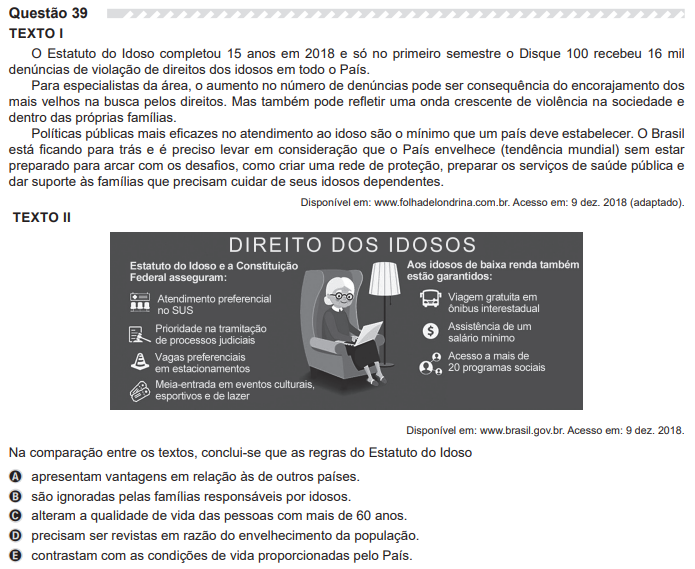 Questão 39
TEXTO I
O Estatuto do Idoso completou 15 anos em 2018 e só no primeiro semestre o Disque 100 recebeu 16 mil
denúncias de violação de direitos dos idosos em todo o País.
Para especialistas da área, o aumento no número de denúncias pode ser consequência do encorajamento dos
mais velhos na busca pelos direitos. Mas também pode refletir uma onda crescente de violência na sociedade e
dentro das próprias famílias.
Políticas públicas mais eficazes no atendimento ao idoso são o mínimo que um país deve estabelecer. O Brasil
está ficando para trás e é preciso levar em consideração que o País envelhece (tendência mundial) sem estar
preparado para arcar com os desafios, como criar uma rede de proteção, preparar os serviços de saúde pública e
dar suporte às famílias que precisam cuidar de seus idosos dependentes.
Disponível em: www.folhadelondrina.com.br. Acesso em: 9 dez. 2018 (adaptado).
TEXTO II
DIREITO DOS IDOSOS
Estatuto do Idoso e a Constituição
Federal asseguram:
Atendimento preferencial
no SUS
Prioridade na tramitação
de processos judiciais
Vagas preferenciais
em estacionamentos
Meia-entrada em eventos culturais,
esportivos e de lazer
Aos idosos de baixa renda também
estão garantidos:
Viagem gratuita em
ônibus interestadual
$
Assistência de um
salário mínimo
Acesso a mais de
20 programas sociais
Disponível em: www.brasil.gov.br. Acesso em: 9 dez. 2018.
Na comparação entre os textos, conclui-se que as regras do Estatuto do Idoso
A apresentam vantagens em relação às de outros países.
B são ignoradas pelas famílias responsáveis por idosos.
C alteram a qualidade de vida das pessoas com mais de 60 anos.
D precisam ser revistas em razão do envelhecimento da população.
E contrastam com as condições de vida proporcionadas pelo País.